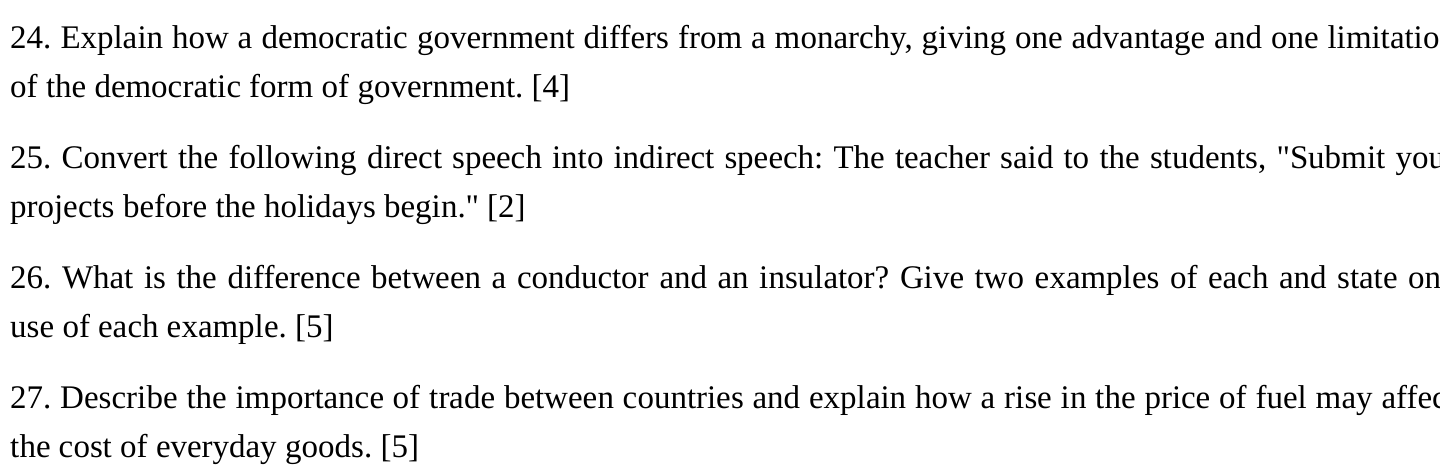 24. Explain how a democratic government differs from a monarchy, giving one advantage and one limitatio
of the democratic form of government. [4]
25. Convert the following direct speech into indirect speech: The teacher said to the students, "Submit you
projects before the holidays begin." [2]
26. What is the difference between a conductor and an insulator? Give two examples of each and state on
use of each example. [5]
27. Describe the importance of trade between countries and explain how a rise in the price of fuel may affec
the cost of everyday goods. [5]